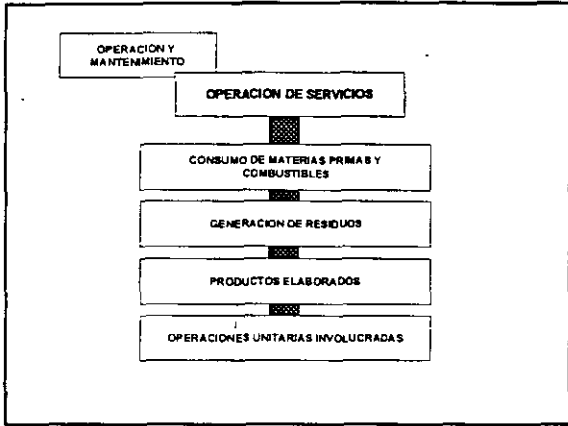 OPERACION Y
MANTENIMIENTO
OPERACION DE SERVICIOS
CONSUMO DE MATERIAS PRIMAS Y
COMBUSTIBLES
GENERACION DE RESIDUOS
PRODUCTOS ELABORADOS
OPERACIONES UNITARIAS INVOLUCRADAS